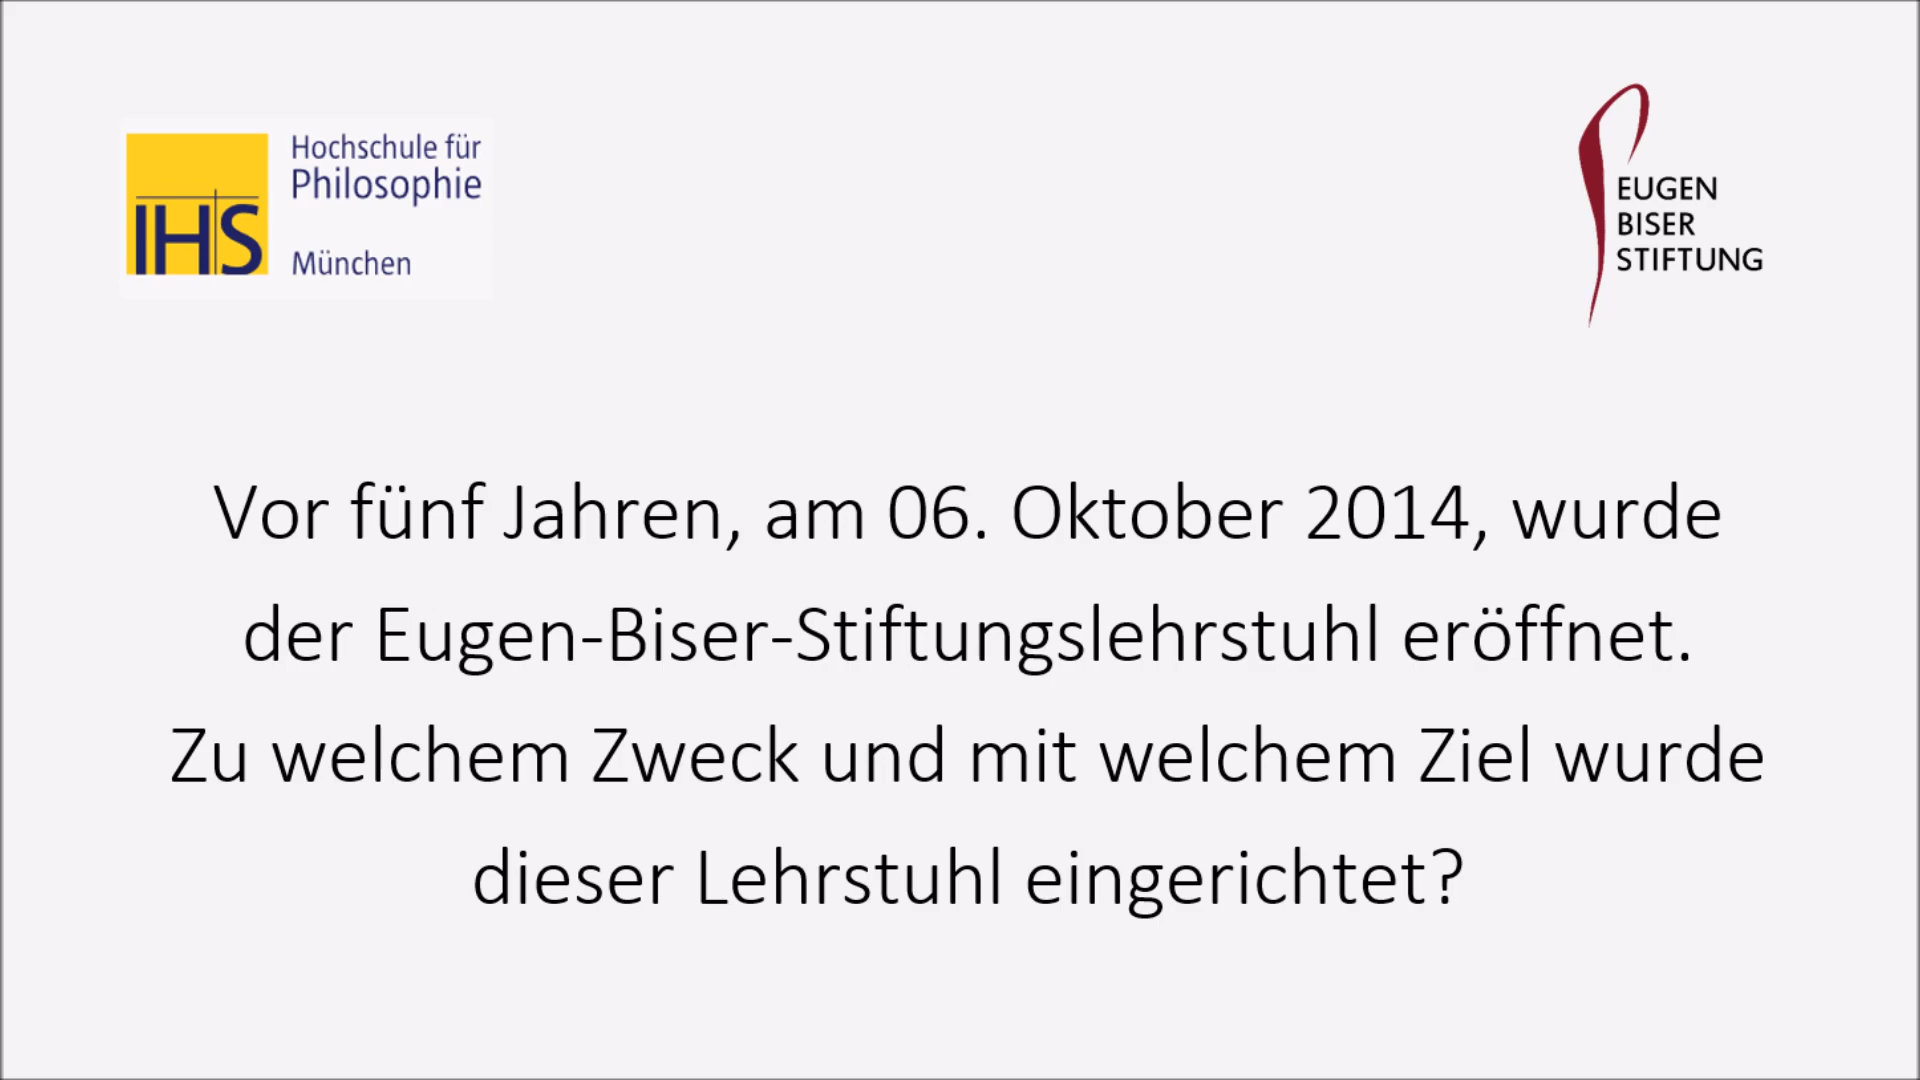 Hochschule für
Philosophie
München
IHS
EUGEN
BISER
STIFTUNG
Vor fünf Jahren, am 06. Oktober 2014, wurde
der Eugen-Biser-Stiftungslehrstuhl eröffnet.
Zu welchem Zweck und mit welchem Ziel wurde
dieser Lehrstuhl eingerichtet?